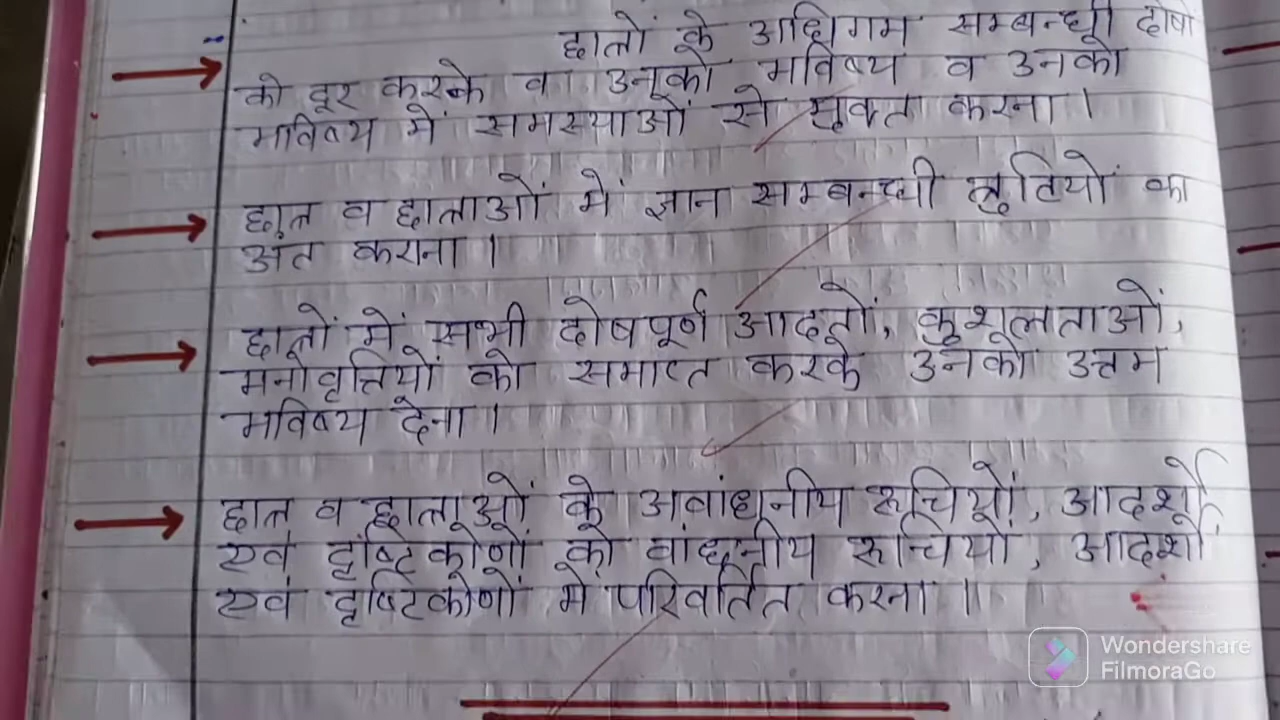 छात्रों के अधिगम सम्बन्धी दोषो
को दूर करके व उनको भविष्य व उनको
भविष्य में समस्याओं से मुक्त करना।
छात्र व छात्राओं में ज्ञान सम्बन्धी त्रुटियों का
अंत कराना।
छात्रों में सभी दोषपूर्ण आदतों, कुशलताओं,
मनोवृत्तियों को समाप्त करके उनको उत्तम
भविष्य देना।
छात्र व छात्राओं के अवांछनीय रूचियों, आदर्शों
एवं दृष्टिकोणों को वांछनीय रूचियों, आदर्शों
एवं दृष्टिकोणों में परिवर्तित करना॥
Wondershare
FilmoraGo